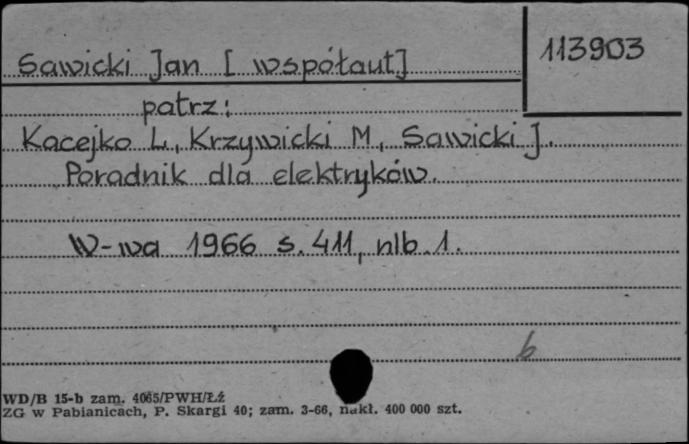 113903
Sawicki Jan [współaut]
patrz:
Kacejko L, Krzywicki M, Sawicki J.
Poradnik dla elektryków.
W-wa 1966 s. 411, nlb. 1.
b
WD/B 15-b zam. 4065/PWH/Łź
ZG w Pabianicach, P. Skargi 40; zam. 3-66, nakł. 400 000 szt.